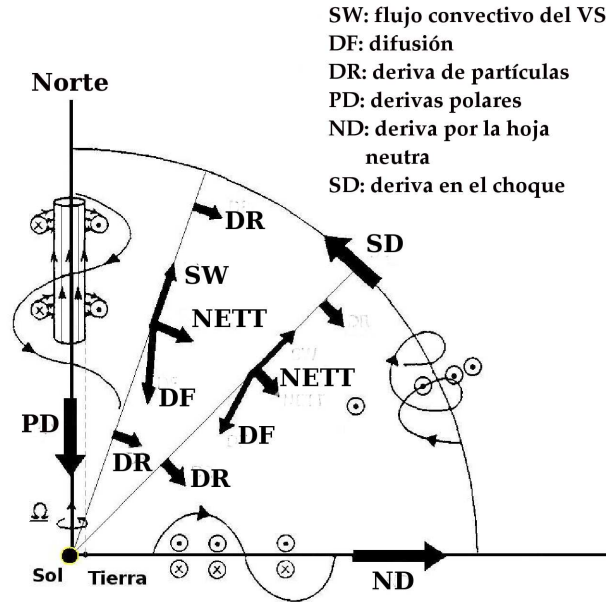 SW: flujo convectivo del VS
DF: difusión
DR: deriva de partículas
PD: derivas polares
ND: deriva por la hoja
neutra
SD: deriva en el choque
Norte
DR
SD
SW
NETT
NETT
DF
DF
PD
DR
DR
Ω
Sol
Tierra
ND